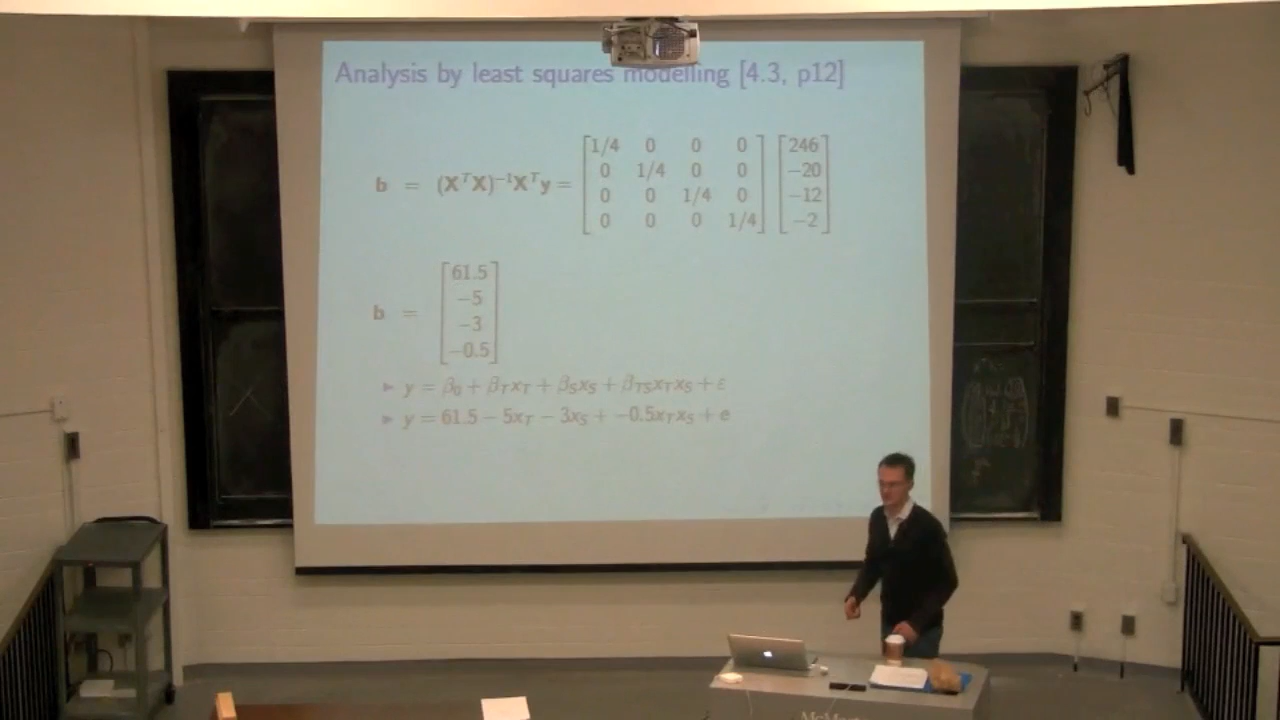 Analysis by least squares modelling [4.3, p12]
b = (XᵀX)⁻¹Xᵀy = [1/4 0 0 0] [246]
[0 1/4 0 0] [−20]
[0 0 1/4 0] [−12]
[0 0 0 1/4] [−2]
b = [61.5]
[−5]
[−3]
[−0.5]
► y = β₀ + β_T x_T + β_S x_S + β_TS x_T x_S + ε
► y = 61.5 − 5x_T − 3x_S + −0.5x_T x_S + e